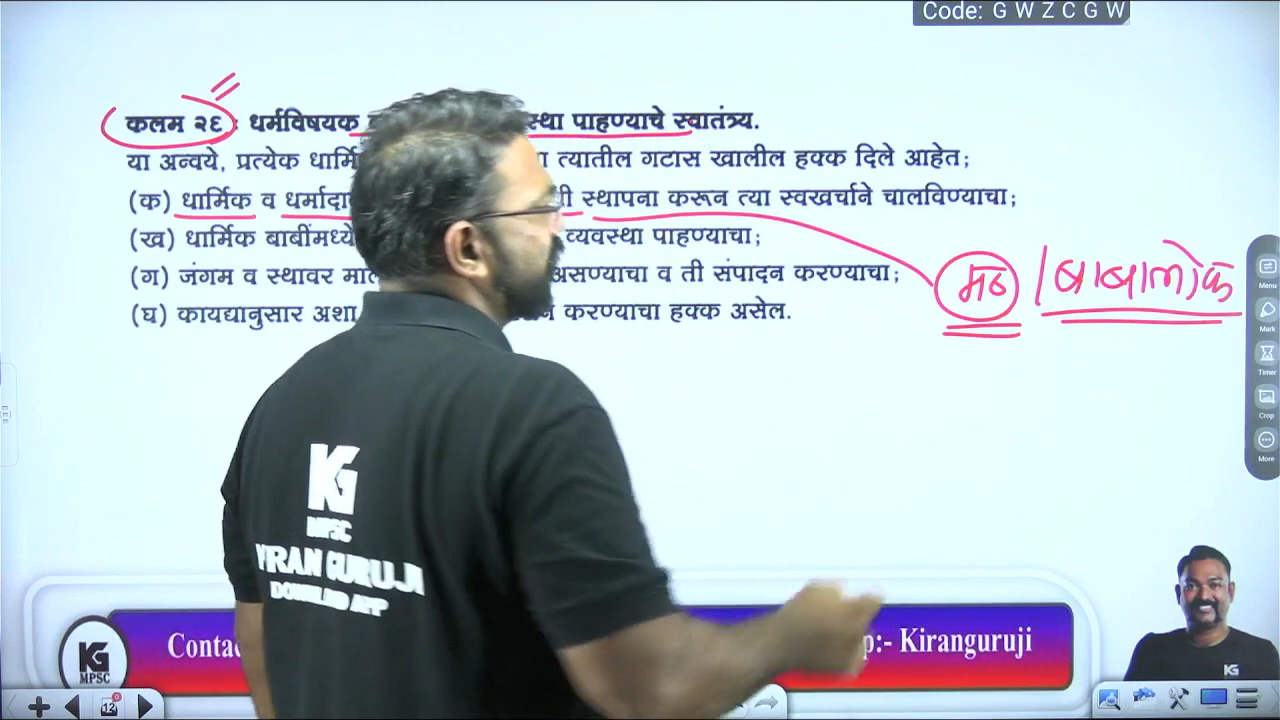 Code: G W Z C G W
कलम २६ : धर्मविषयक स्था पाहण्याचे स्वातंत्र्य.
या अन्वये, प्रत्येक धार्मि त्यातील गटास खालील हक्क दिले आहेत;
(क) धार्मिक व धर्मादा स्थापना करून त्या स्वखर्चाने चालविण्याचा;
(ख) धार्मिक बाबींमध्ये व्यवस्था पाहण्याचा;
(ग) जंगम व स्थावर माल असण्याचा व ती संपादन करण्याचा;
(घ) कायद्यानुसार अशा करण्याचा हक्क असेल.
मठ / बाबालोक
Menu
Mark
Timer
Crop
More
KG
MPSC
KIRAN GURUJI
DOWNLOAD APP
KG
MPSC
Contac p:- Kiranguruji
KG
12